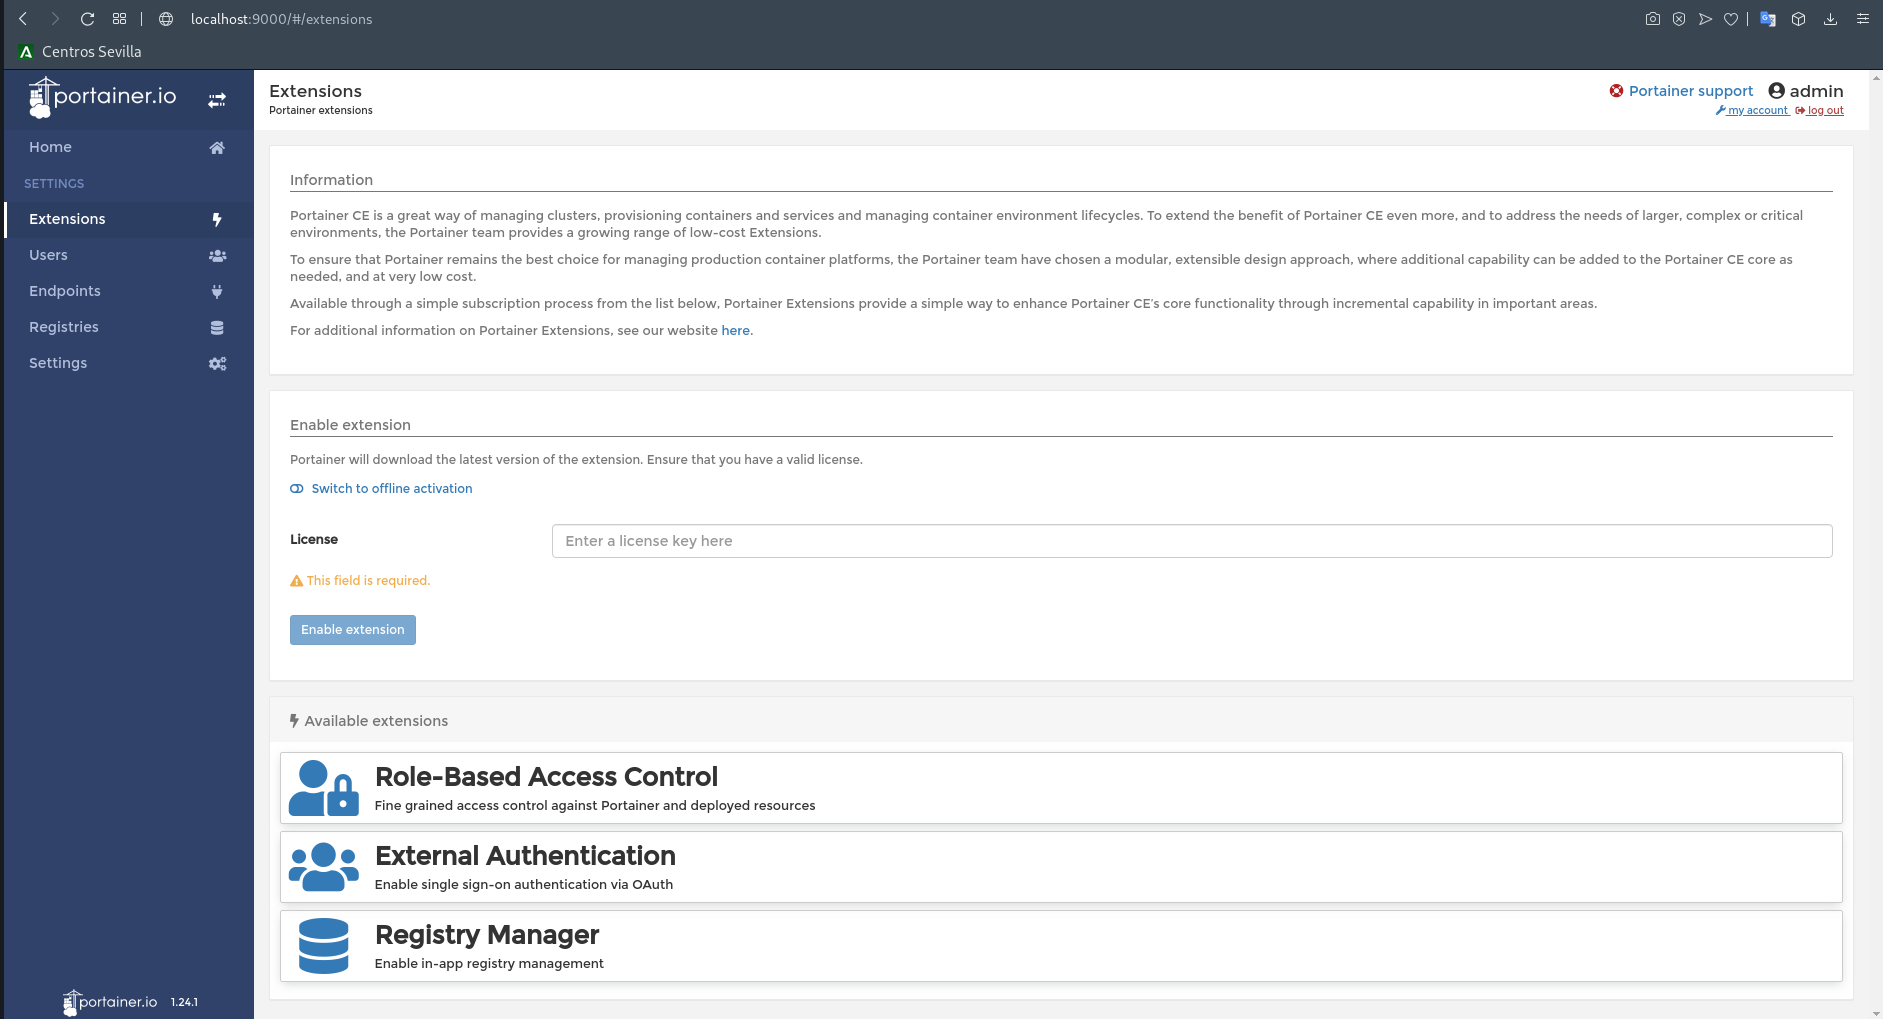 localhost:9000/#/extensions
Centros Sevilla
portainer.io
Home
SETTINGS
Extensions
Users
Endpoints
Registries
Settings
portainer.io 1.24.1
Extensions
Portainer extensions
Portainer support admin
my account log out
Information
Portainer CE is a great way of managing clusters, provisioning containers and services and managing container environment lifecycles. To extend the benefit of Portainer CE even more, and to address the needs of larger, complex or critical
environments, the Portainer team provides a growing range of low-cost Extensions.
To ensure that Portainer remains the best choice for managing production container platforms, the Portainer team have chosen a modular, extensible design approach, where additional capability can be added to the Portainer CE core as
needed, and at very low cost.
Available through a simple subscription process from the list below, Portainer Extensions provide a simple way to enhance Portainer CE’s core functionality through incremental capability in important areas.
For additional information on Portainer Extensions, see our website here.
Enable extension
Portainer will download the latest version of the extension. Ensure that you have a valid license.
Switch to offline activation
License
Enter a license key here
This field is required.
Enable extension
Available extensions
Role-Based Access Control
Fine grained access control against Portainer and deployed resources
External Authentication
Enable single sign-on authentication via OAuth
Registry Manager
Enable in-app registry management